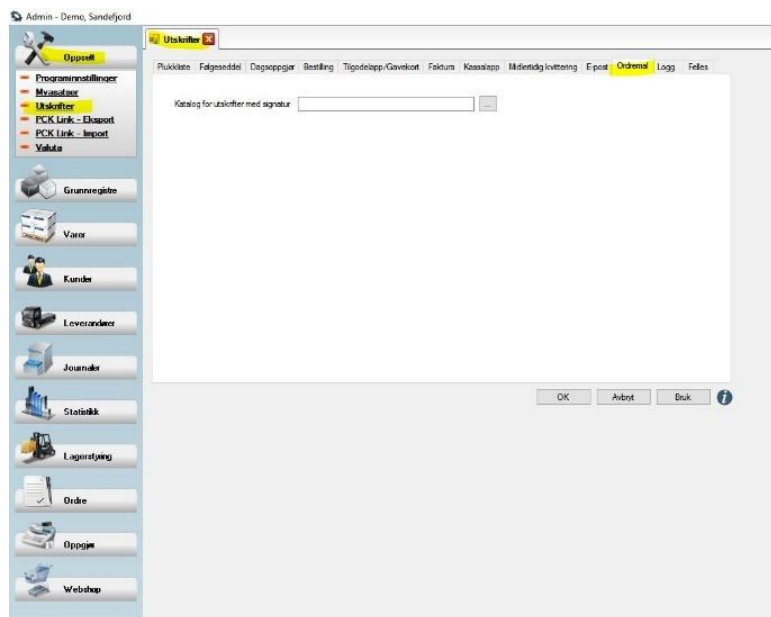 Admin - Demo, Sandefjord
Oppsett
Programinnstillinger
Mvasatser
Utskrifter
PCK Link - Eksport
PCK Link - Import
Valuta
Grunnregistre
Varer
Kunder
Leverandører
Journaler
Statistikk
Lagerstyring
Ordre
Oppgjør
Webshop
Utskrifter
Plukkliste Følgeseddel Dagsoppgjør Bestilling Tilgodelapp/Gavekort Faktura Kassalapp Midlertidig kvittering E-post Ordremal Logg Felles
Katalog for utskrifter med signatur ...
OK Avbryt Bruk